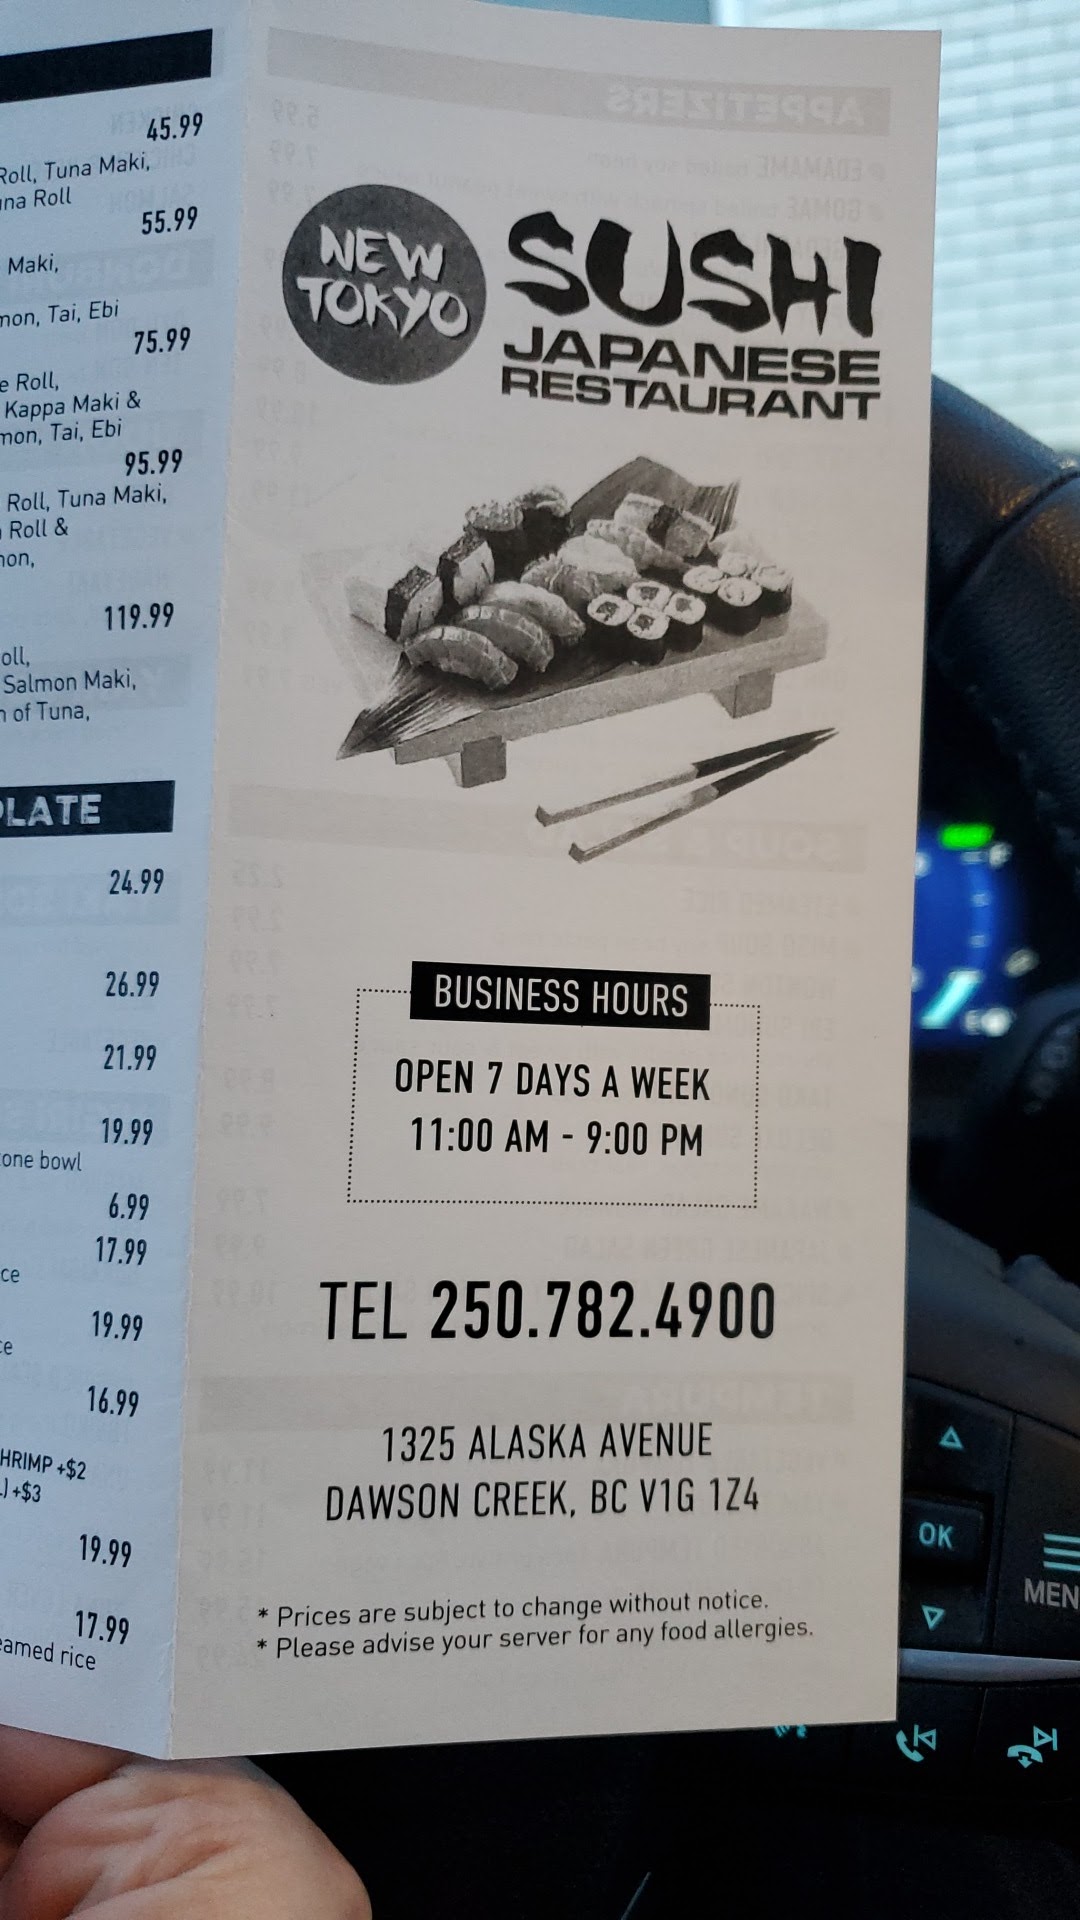 45.99
Roll, Tuna Maki,
una Roll
55.99
Maki,
mon, Tai, Ebi
75.99
e Roll,
Kappa Maki &
mon, Tai, Ebi
95.99
Roll, Tuna Maki,
Roll &
mon,
119.99
oll,
Salmon Maki,
n of Tuna,
PLATE
24.99
26.99
21.99
19.99
tone bowl
6.99
17.99
ce
19.99
ce
16.99
HRIMP +$2
L) +$3
19.99
17.99
eamed rice
NEW
TOKYO
SUSHI
JAPANESE
RESTAURANT
BUSINESS HOURS
OPEN 7 DAYS A WEEK
11:00 AM - 9:00 PM
TEL 250.782.4900
1325 ALASKA AVENUE
DAWSON CREEK, BC V1G 1Z4
* Prices are subject to change without notice.
* Please advise your server for any food allergies.
F
E
OK
MEN